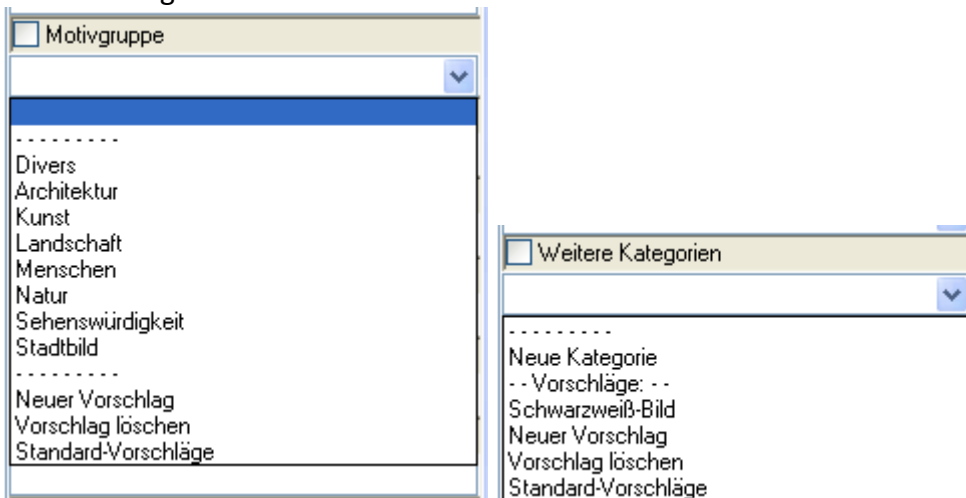 Motivgruppe
- - - - - - - - -
Divers
Architektur
Kunst
Landschaft
Menschen
Natur
Sehenswürdigkeit
Stadtbild
- - - - - - - - -
Neuer Vorschlag
Vorschlag löschen
Standard-Vorschläge
Weitere Kategorien
- - - - - - - - -
Neue Kategorie
- - Vorschläge: - -
Schwarzweiß-Bild
Neuer Vorschlag
Vorschlag löschen
Standard-Vorschläge